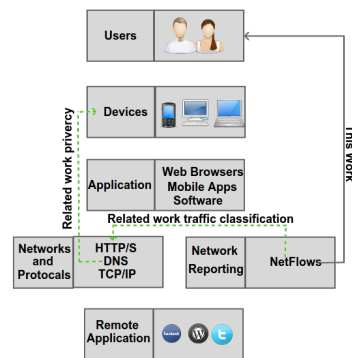 Users
Devices
Related work privercy
This work
Application
Web Browsers
Mobile Apps
Software
Related work traffic classification
Networks
and
Protocals
HTTP/S
DNS
TCP/IP
Network
Reporting
NetFlows
Remote
Application
facebook